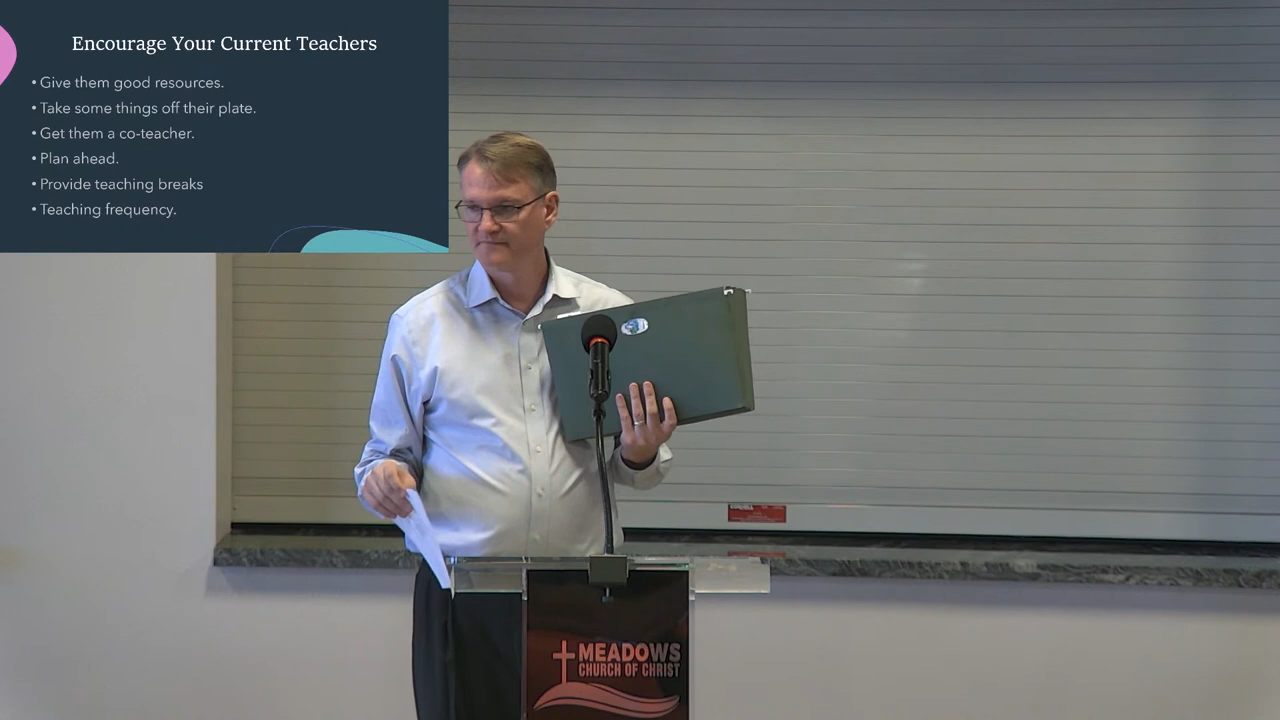 Encourage Your Current Teachers
• Give them good resources.
• Take some things off their plate.
• Get them a co-teacher.
• Plan ahead.
• Provide teaching breaks
• Teaching frequency.
MEADOWS
CHURCH OF CHRIST